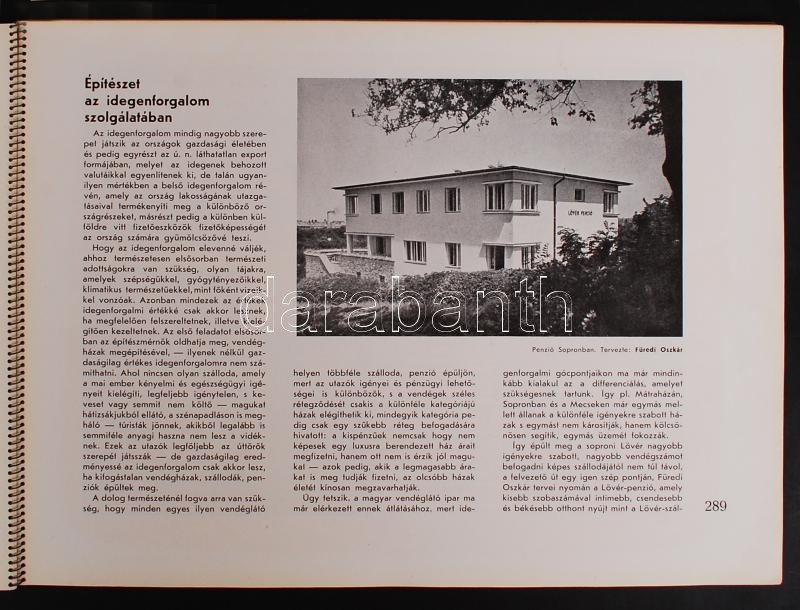 Építészet
az idegenforgalom
szolgálatában
Az idegenforgalom mindig nagyobb szere-
pet játszik az országok gazdasági életében
és pedig egyrészt az ú. n. láthatatlan export
formájában, melyet az idegenek behozott
valutáikkal egyenlítenek ki, de talán ugyan-
ilyen mértékben a belső idegenforgalom ré-
vén, amely az ország lakosságának utazga-
tásaival termékenyíti meg a különböző or-
szágrészeket, másrészt pedig a különben kül-
földre vitt fizetőeszközök fizetőképességét
az ország számára gyümölcsözővé teszi.
Hogy az idegenforgalom elevenné váljék,
ahhoz természetesen elsősorban természeti
adottságokra van szükség, olyan tájakra,
amelyek szépségükkel, gyógytényezőikkel,
klimatikus természetűekkel, mint főként vizeik-
kel vonzóak. Azonban mindezek az értékek
idegenforgalmi értékké csak akkor lesznek,
ha megfelelően felszereltetnek, illetve kielé-
gítően kezeltetnek. Az első feladatot elsősor-
ban az építészmérnök oldhatja meg, vendég-
házak megépítésével, — ilyenek nélkül gaz-
daságilag értékes idegenforgalomra nem szá-
míthatni. Ahol nincsen olyan szálloda, amely
a mai ember kényelmi és egészségügyi igé-
nyeit kielégíti, legfeljebb igénytelen, s ke-
veset vagy semmit nem költő — magukat
hátizsákjukból ellátó, a szénapadláson is meg-
háló — túristák jönnek, akikből legalább is
semmiféle anyagi haszna nem lesz a vidék-
nek. Ezek az utazók legfőljebb az úttörők
szerepét játsszák — de gazdaságilag ered-
ményessé az idegenforgalom csak akkor lesz,
ha kifogástalan vendégházak, szállodák, pen-
ziók épültek meg.
A dolog természeténél fogva arra van szük-
ség, hogy minden egyes ilyen vendéglátó
LŐVÉR PENZIÓ
darabanth
Penzió Sopronban. Tervezte: Füredi Oszkár
helyen többféle szálloda, penzió épüljön,
mert az utazók igényei és pénzügyi lehető-
ségei is különbözők, s a vendégek széles
rétegződését csakis a különféle kategóriájú
házak elégíthetik ki, mindegyik kategória pe-
dig csak egy szűkebb réteg befogadására
hivatott: a kispénzűek nemcsak hogy nem
képesek egy luxusra berendezett ház árait
megfizetni, hanem ott nem is érzik jól magu-
kat — azok pedig, akik a legmagasabb ára-
kat is meg tudják fizetni, az olcsóbb házak
életét kínosan megzavarhatják.
Úgy tetszik, a magyar vendéglátó ipar ma
már elérkezett ennek átlátásához, mert ide-
genforgalmi gócpontjaikon ma már mindin-
kább kialakul az a differenciálás, amelyet
szükségesnek tartunk. Így pl. Mátraházán,
Sopronban és a Mecseken már egymás mel-
lett állanak a különféle igényekre szabott há-
zak s egymást nem károsítják, hanem kölcsö-
nösen segítik, egymás üzemét fokozzák.
Így épült meg a soproni Lővér nagyobb
igényekre szabott, nagyobb vendégszámot
befogadni képes szállodájától nem túl távol,
a felvezető út egy igen szép pontján, Füredi
Oszkár tervei nyomán a Lővér-penzió, amely
kisebb szobaszámával intimebb, csendesebb
és békésebb otthont nyújt mint a Lővér-szál-
289